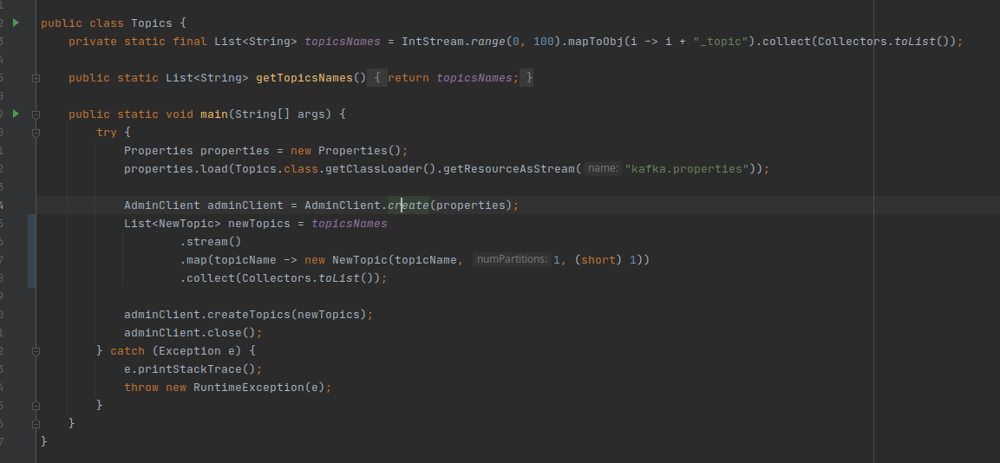 public class Topics {
private static final List<String> topicsNames = IntStream.range(0, 100).mapToObj(i -> i + "_topic").collect(Collectors.toList());
public static List<String> getTopicsNames() { return topicsNames; }
public static void main(String[] args) {
try {
Properties properties = new Properties();
properties.load(Topics.class.getClassLoader().getResourceAsStream( name: "kafka.properties"));
AdminClient adminClient = AdminClient.create(properties);
List<NewTopic> newTopics = topicsNames
.stream()
.map(topicName -> new NewTopic(topicName, numPartitions: 1, (short) 1))
.collect(Collectors.toList());
adminClient.createTopics(newTopics);
adminClient.close();
} catch (Exception e) {
e.printStackTrace();
throw new RuntimeException(e);
}
}
}